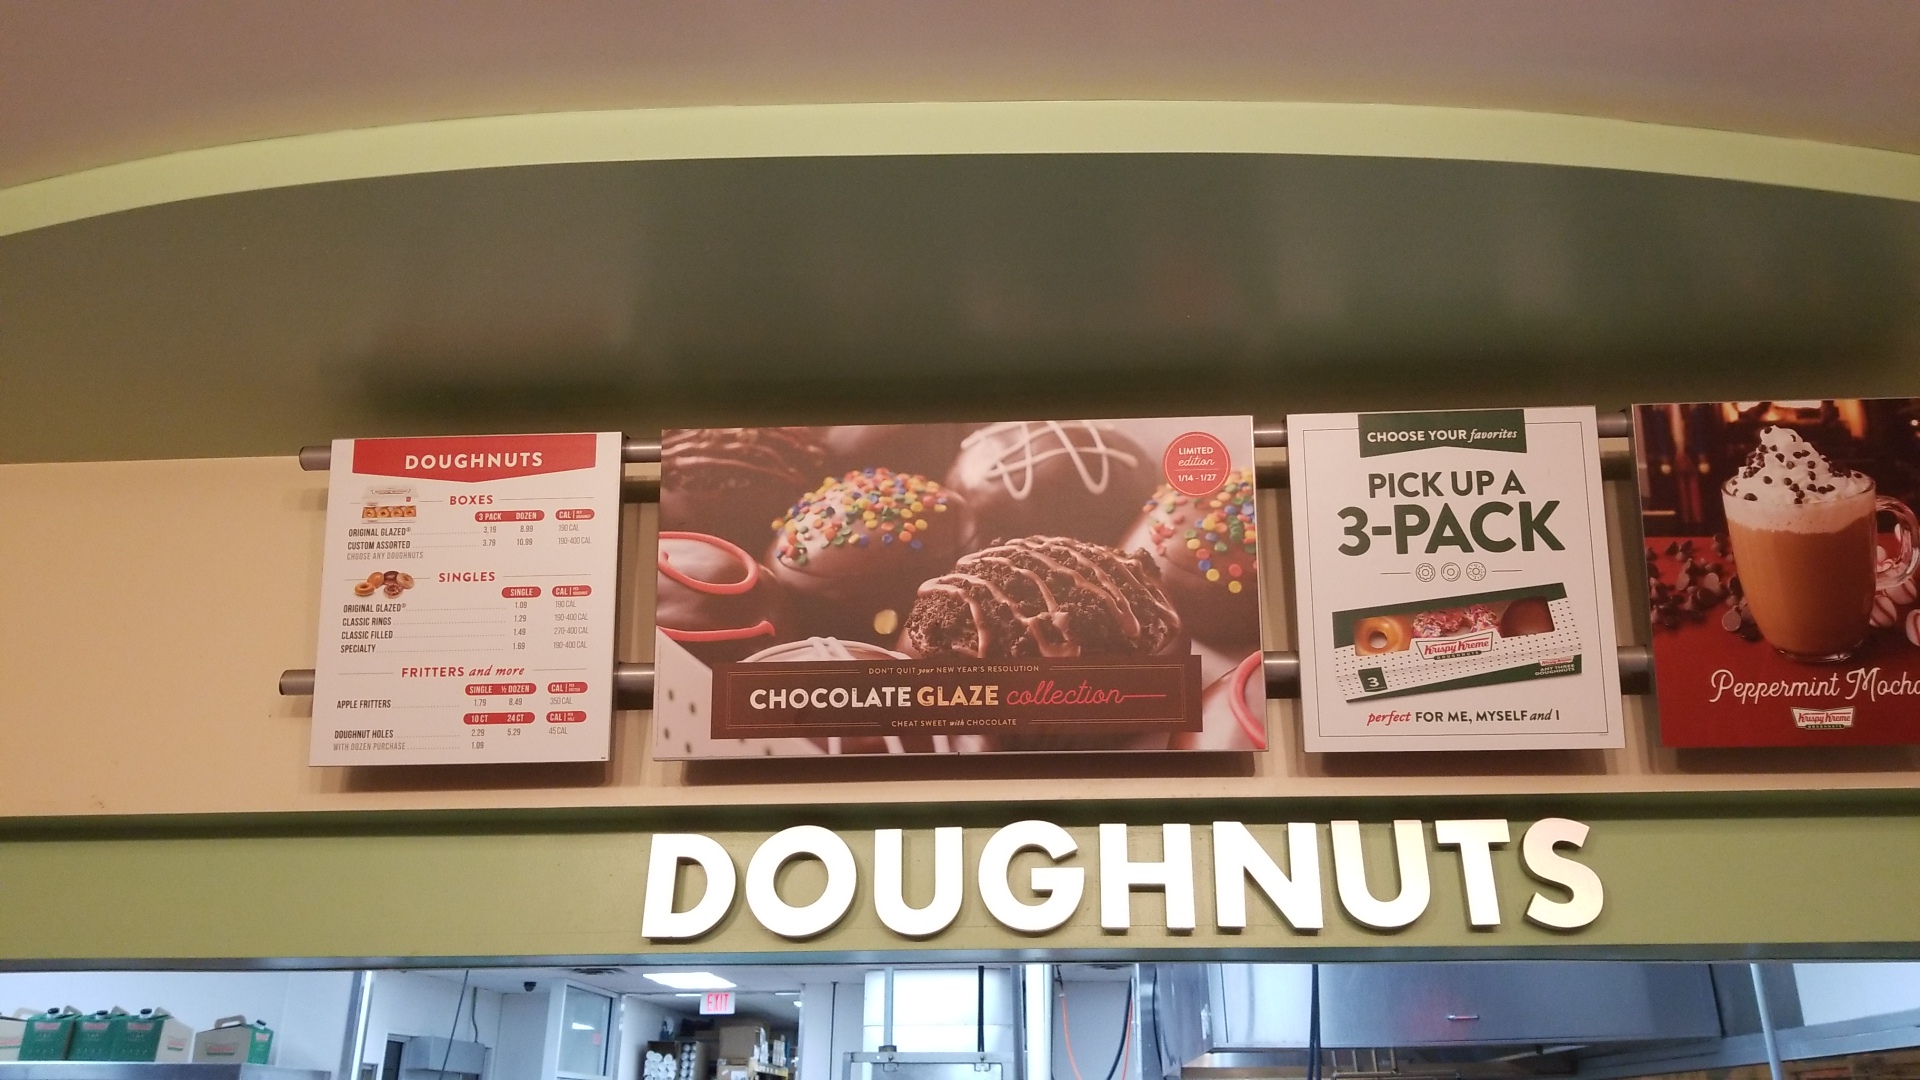 DOUGHNUTS
BOXES
3 PACK DOZEN CAL
ORIGINAL GLAZED® 3.19 8.99 190 CAL
CUSTOM ASSORTED 3.79 10.99 190-400 CAL
CHOOSE ANY DOUGHNUTS
SINGLES
SINGLE CAL
ORIGINAL GLAZED® 1.09 190 CAL
CLASSIC RINGS 1.29 190-400 CAL
CLASSIC FILLED 1.49 270-400 CAL
SPECIALTY 1.69 190-400 CAL
FRITTERS and more
SINGLE ½ DOZEN CAL
APPLE FRITTERS 1.79 8.49 350 CAL
10 CT 24 CT CAL
DOUGHNUT HOLES 2.29 5.29 45 CAL
WITH DOZEN PURCHASE 1.09
LIMITED
edition
1/14 - 1/27
DON'T QUIT your NEW YEAR'S RESOLUTION
CHOCOLATE GLAZE collection
CHEAT SWEET with CHOCOLATE
CHOOSE YOUR favorites
PICK UP A
3-PACK
Krispy Kreme
DOUGHNUTS
3
ANY THREE
DOUGHNUTS
perfect FOR ME, MYSELF and I
Peppermint Mocha
Krispy Kreme
DOUGHNUTS
DOUGHNUTS
EXIT